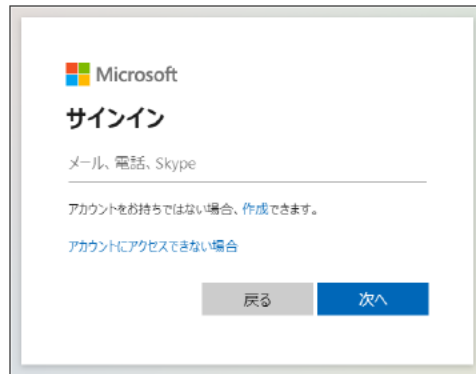 Microsoft
サインイン
メール、電話、Skype
アカウントをお持ちではない場合、作成できます。
アカウントにアクセスできない場合
戻る 次へ